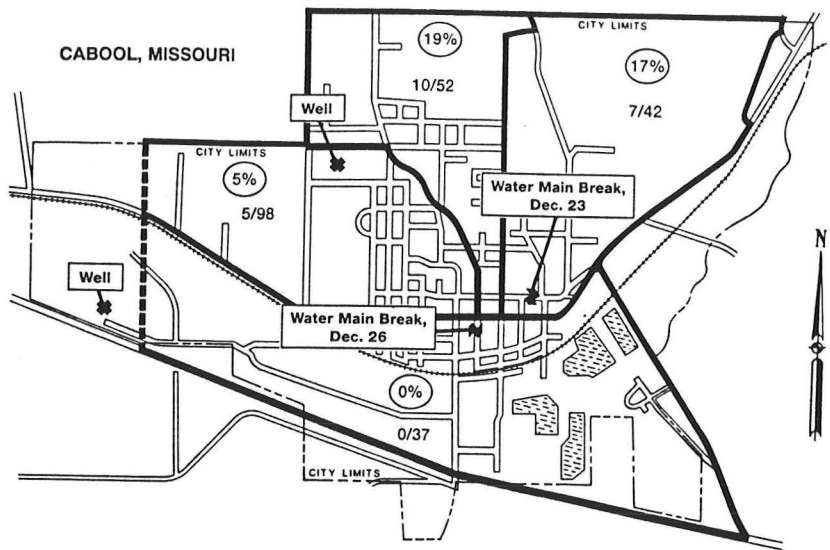 CITY LIMITS
19%
CABOOL, MISSOURI
17%
10/52
Well
7/42
CITY LIMITS
5%
5/98
Water Main Break,
Dec. 23
N
Well
Water Main Break,
Dec. 26
0%
0/37
CITY LIMITS